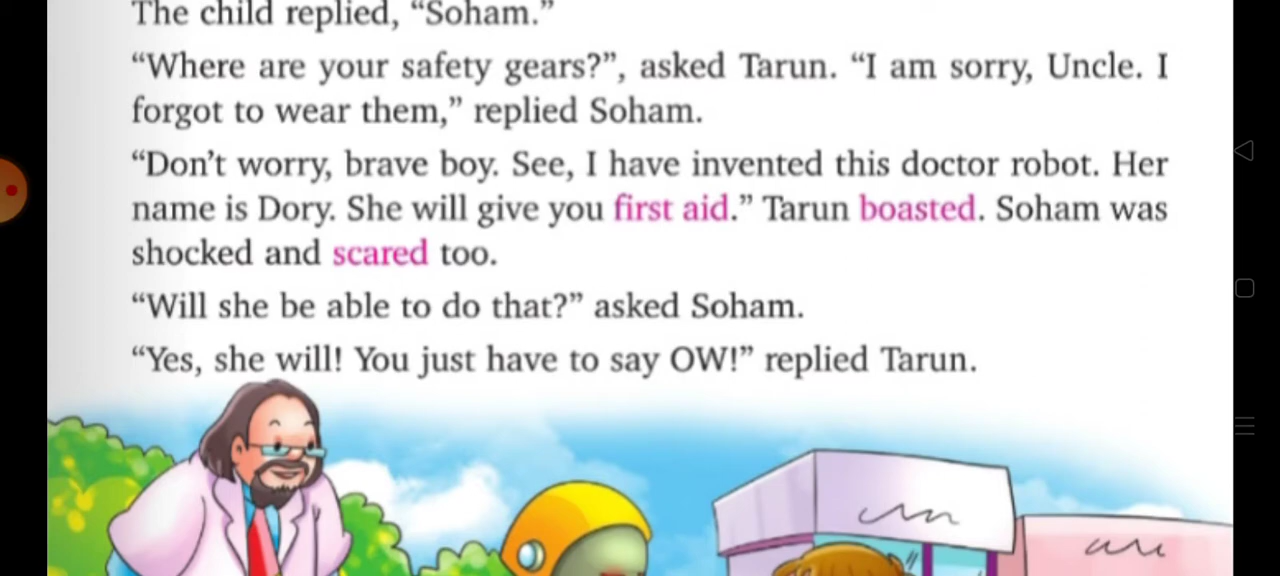 The child replied, “Soham.”
“Where are your safety gears?”, asked Tarun. “I am sorry, Uncle. I
forgot to wear them,” replied Soham.
“Don’t worry, brave boy. See, I have invented this doctor robot. Her
name is Dory. She will give you first aid.” Tarun boasted. Soham was
shocked and scared too.
“Will she be able to do that?” asked Soham.
“Yes, she will! You just have to say OW!” replied Tarun.